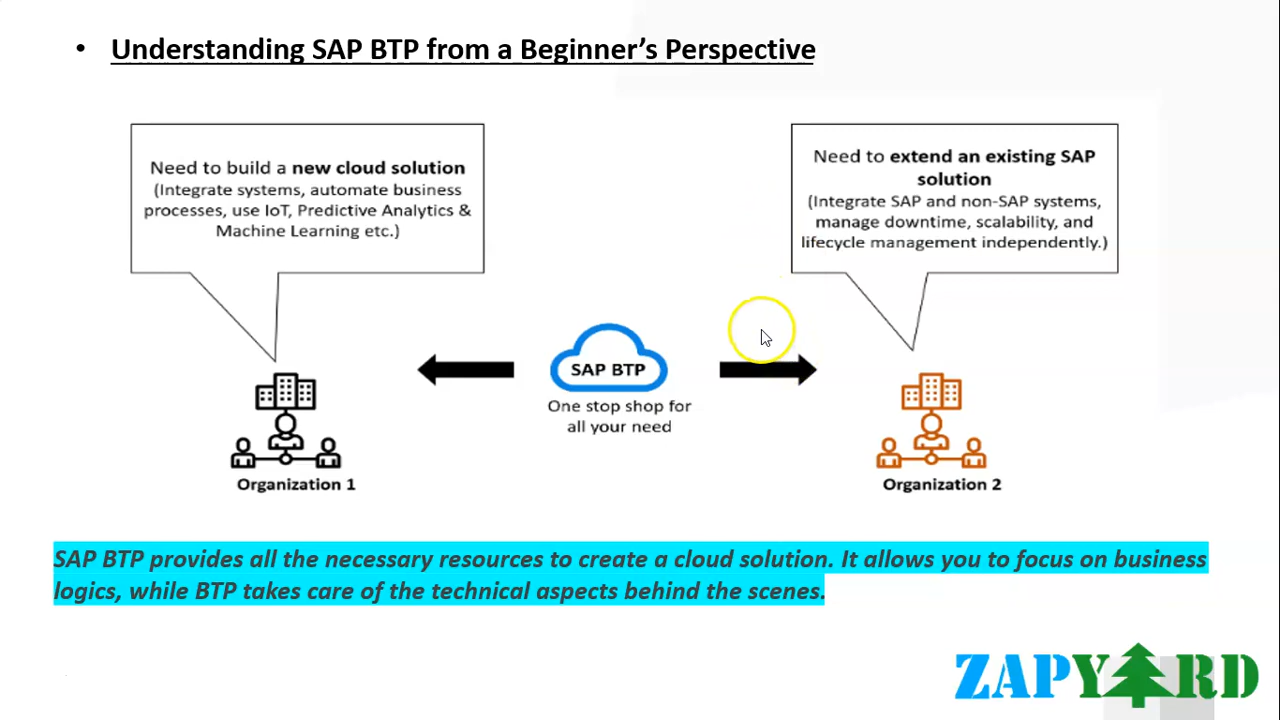 • Understanding SAP BTP from a Beginner’s Perspective
Need to build a new cloud solution
(Integrate systems, automate business
processes, use IoT, Predictive Analytics &
Machine Learning etc.)
Need to extend an existing SAP
solution
(Integrate SAP and non-SAP systems,
manage downtime, scalability, and
lifecycle management independently.)
SAP BTP
One stop shop for
all your need
Organization 1
Organization 2
SAP BTP provides all the necessary resources to create a cloud solution. It allows you to focus on business
logics, while BTP takes care of the technical aspects behind the scenes.
ZAPYARD